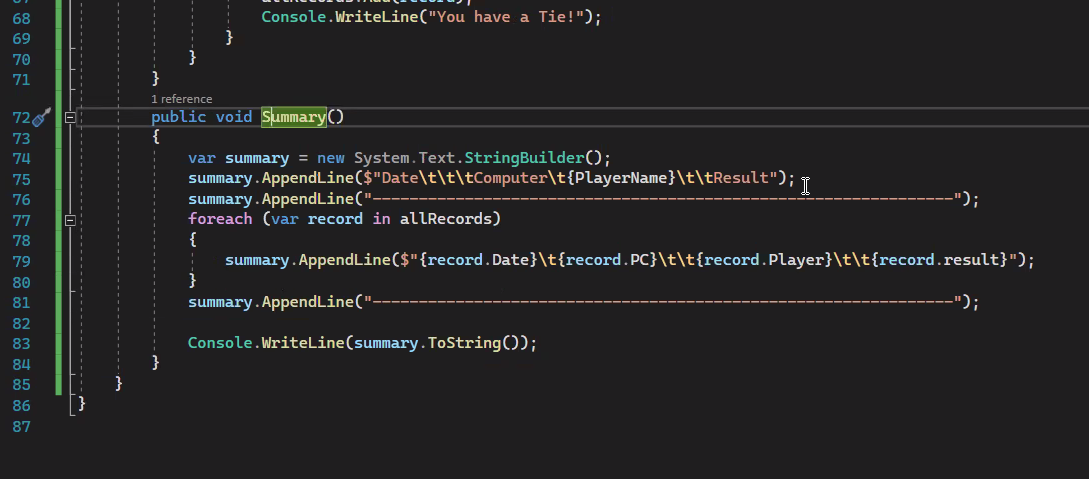 68 Console.WriteLine("You have a Tie!");
69 }
70 }
71 }
1 reference
72 public void Summary()
73 {
74 var summary = new System.Text.StringBuilder();
75 summary.AppendLine($"Date\t\t\tComputer\t{PlayerName}\t\tResult");
76 summary.AppendLine("---------------------------------------------------------------");
77 foreach (var record in allRecords)
78 {
79 summary.AppendLine($"{record.Date}\t{record.PC}\t\t{record.Player}\t\t{record.result}");
80 }
81 summary.AppendLine("---------------------------------------------------------------");
82
83 Console.WriteLine(summary.ToString());
84 }
85 }
86 }
87